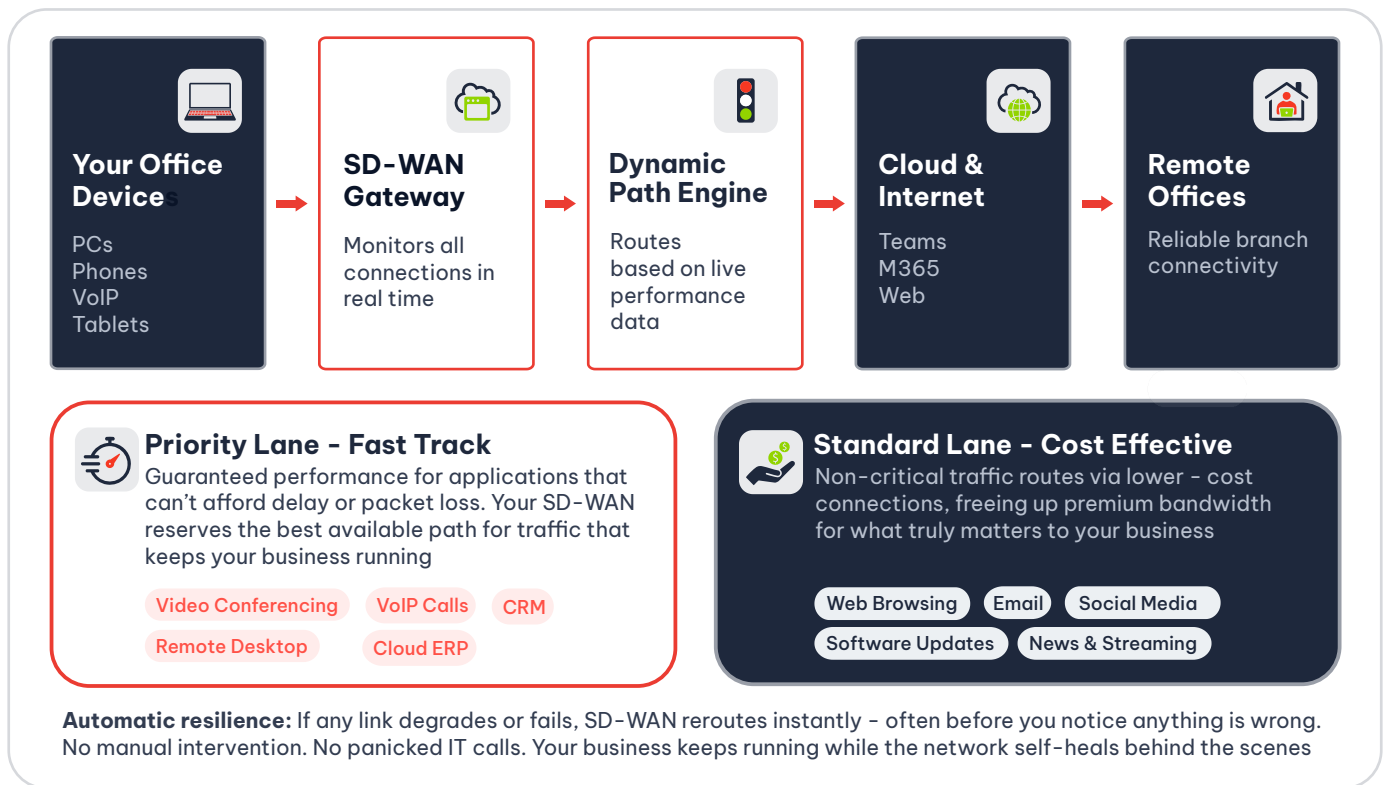 Your Office
Devices
PCs
Phones
VoIP
Tablets
SD-WAN
Gateway
Monitors all
connections in
real time
Dynamic
Path Engine
Routes
based on live
performance
data
Cloud &
Internet
Teams
M365
Web
Remote
Offices
Reliable branch
connectivity
Priority Lane - Fast Track
Guaranteed performance for applications that
can’t afford delay or packet loss. Your SD-WAN
reserves the best available path for traffic that
keeps your business running
Video Conferencing
VoIP Calls
CRM
Remote Desktop
Cloud ERP
Standard Lane - Cost Effective
Non-critical traffic routes via lower - cost
connections, freeing up premium bandwidth
for what truly matters to your business
Web Browsing
Email
Social Media
Software Updates
News & Streaming
Automatic resilience: If any link degrades or fails, SD-WAN reroutes instantly - often before you notice anything is wrong.
No manual intervention. No panicked IT calls. Your business keeps running while the network self-heals behind the scenes